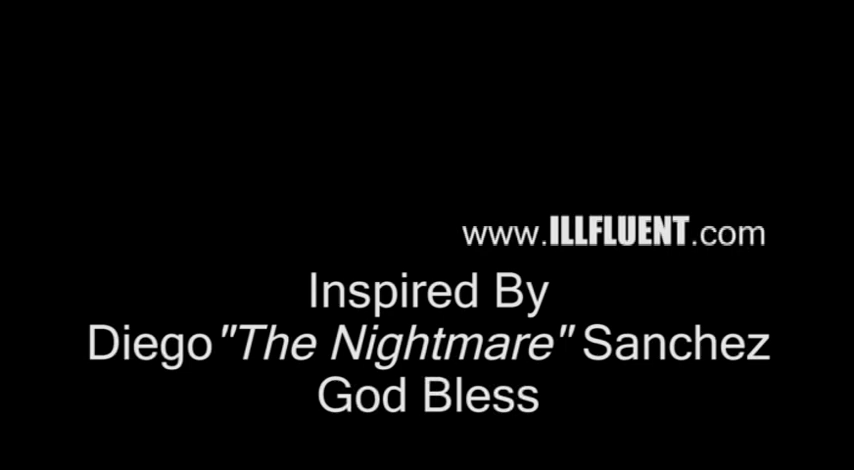 www.ILLFLUENT.com
Inspired By
Diego "The Nightmare" Sanchez
God Bless